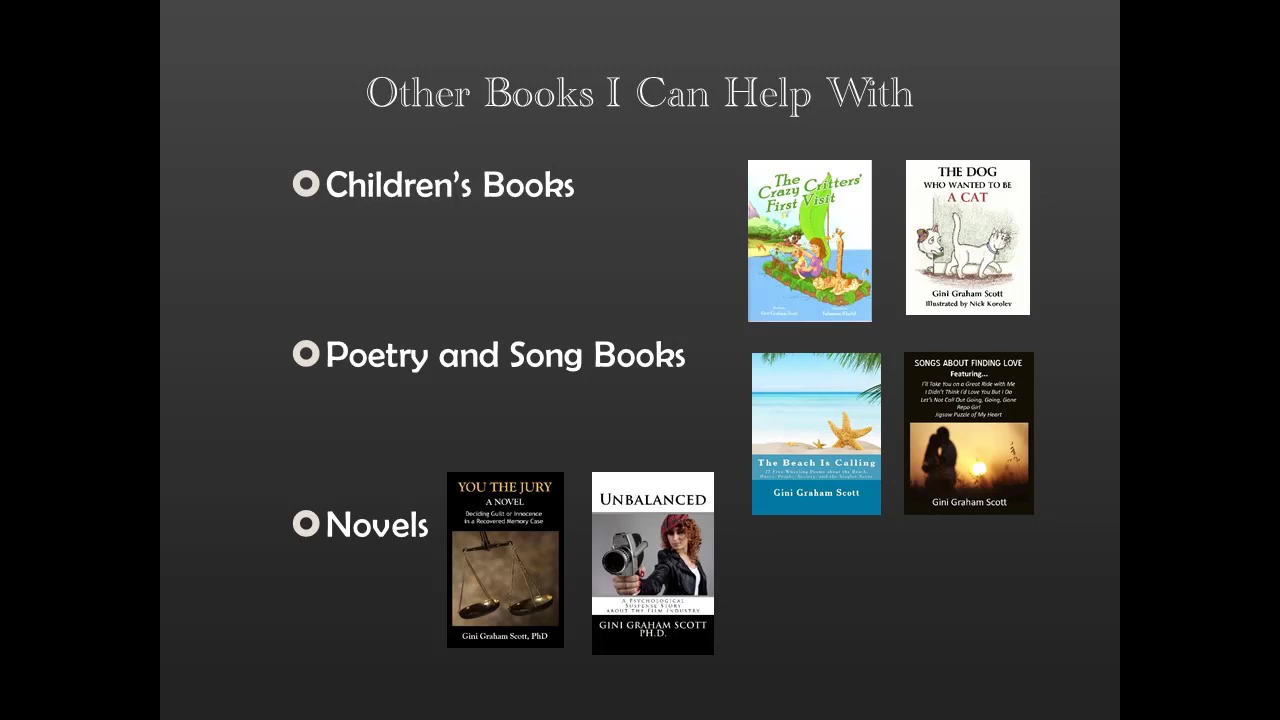 Other Books I Can Help With
Children's Books
The
Crazy Critters'
First Visit
Gini Graham Scott
THE DOG
WHO WANTED TO BE
A CAT
Gini Graham Scott
Illustrated by Nick Korolev
Poetry and Song Books
The Beach Is Calling
Gini Graham Scott
SONGS ABOUT FINDING LOVE
Featuring...
I'll Take You on a Great Ride with Me
I Didn't Think I'd Love You But I Do
Let's Not Call Out Going, Going, Gone
Repo Girl
Jigsaw Puzzle of My Heart
Gini Graham Scott
Novels
YOU THE JURY
A NOVEL
Deciding Guilt or Innocence
in a Recovered Memory Case
Gini Graham Scott, PhD
UNBALANCED
A PSYCHOLOGICAL
SUSPENSE STORY
ABOUT THE FILM INDUSTRY
GINI GRAHAM SCOTT
PH.D.